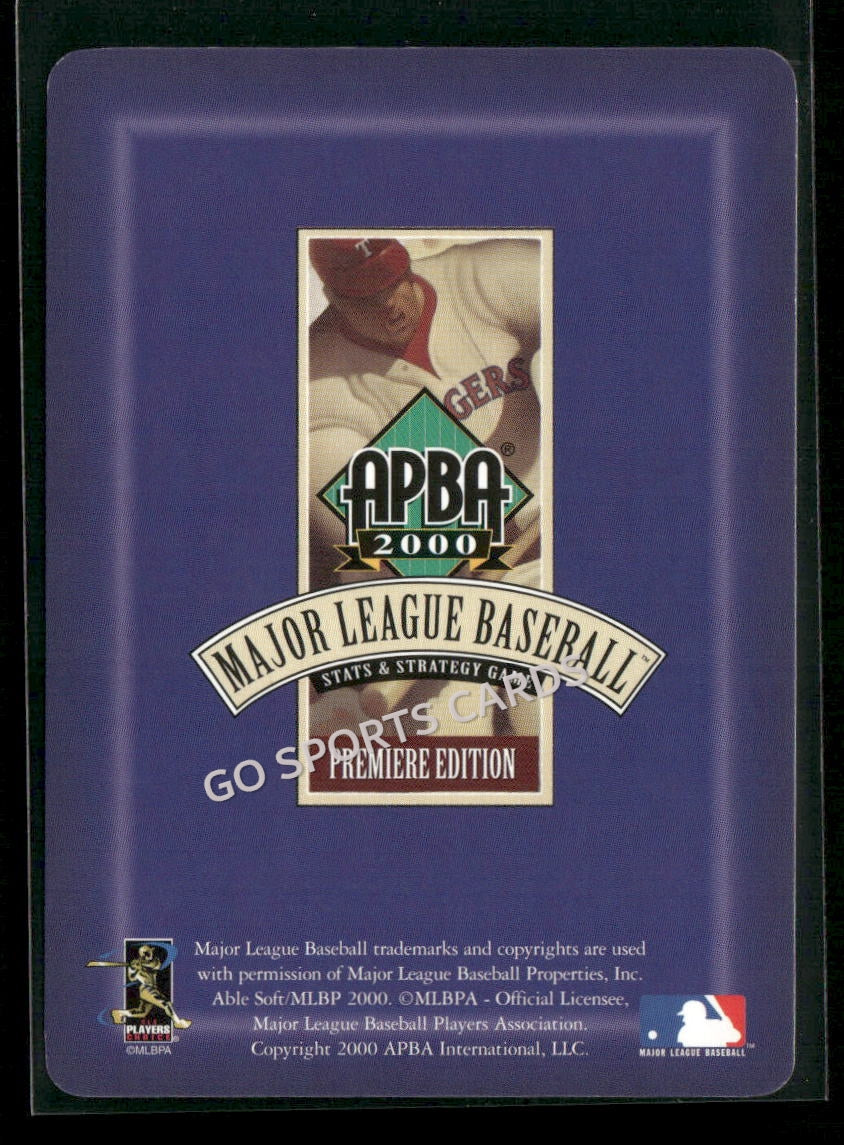 T
GERS
APBA®
2000
MAJOR LEAGUE BASEBALL™
STATS & STRATEGY GAME
GO SPORTS CARDS
PREMIERE EDITION
Major League Baseball trademarks and copyrights are used
with permission of Major League Baseball Properties, Inc.
Able Soft/MLBP 2000. ©MLBPA - Official Licensee,
Major League Baseball Players Association.
Copyright 2000 APBA International, LLC.
PLAYERS
CHOICE®
©MLBPA
MAJOR LEAGUE BASEBALL™